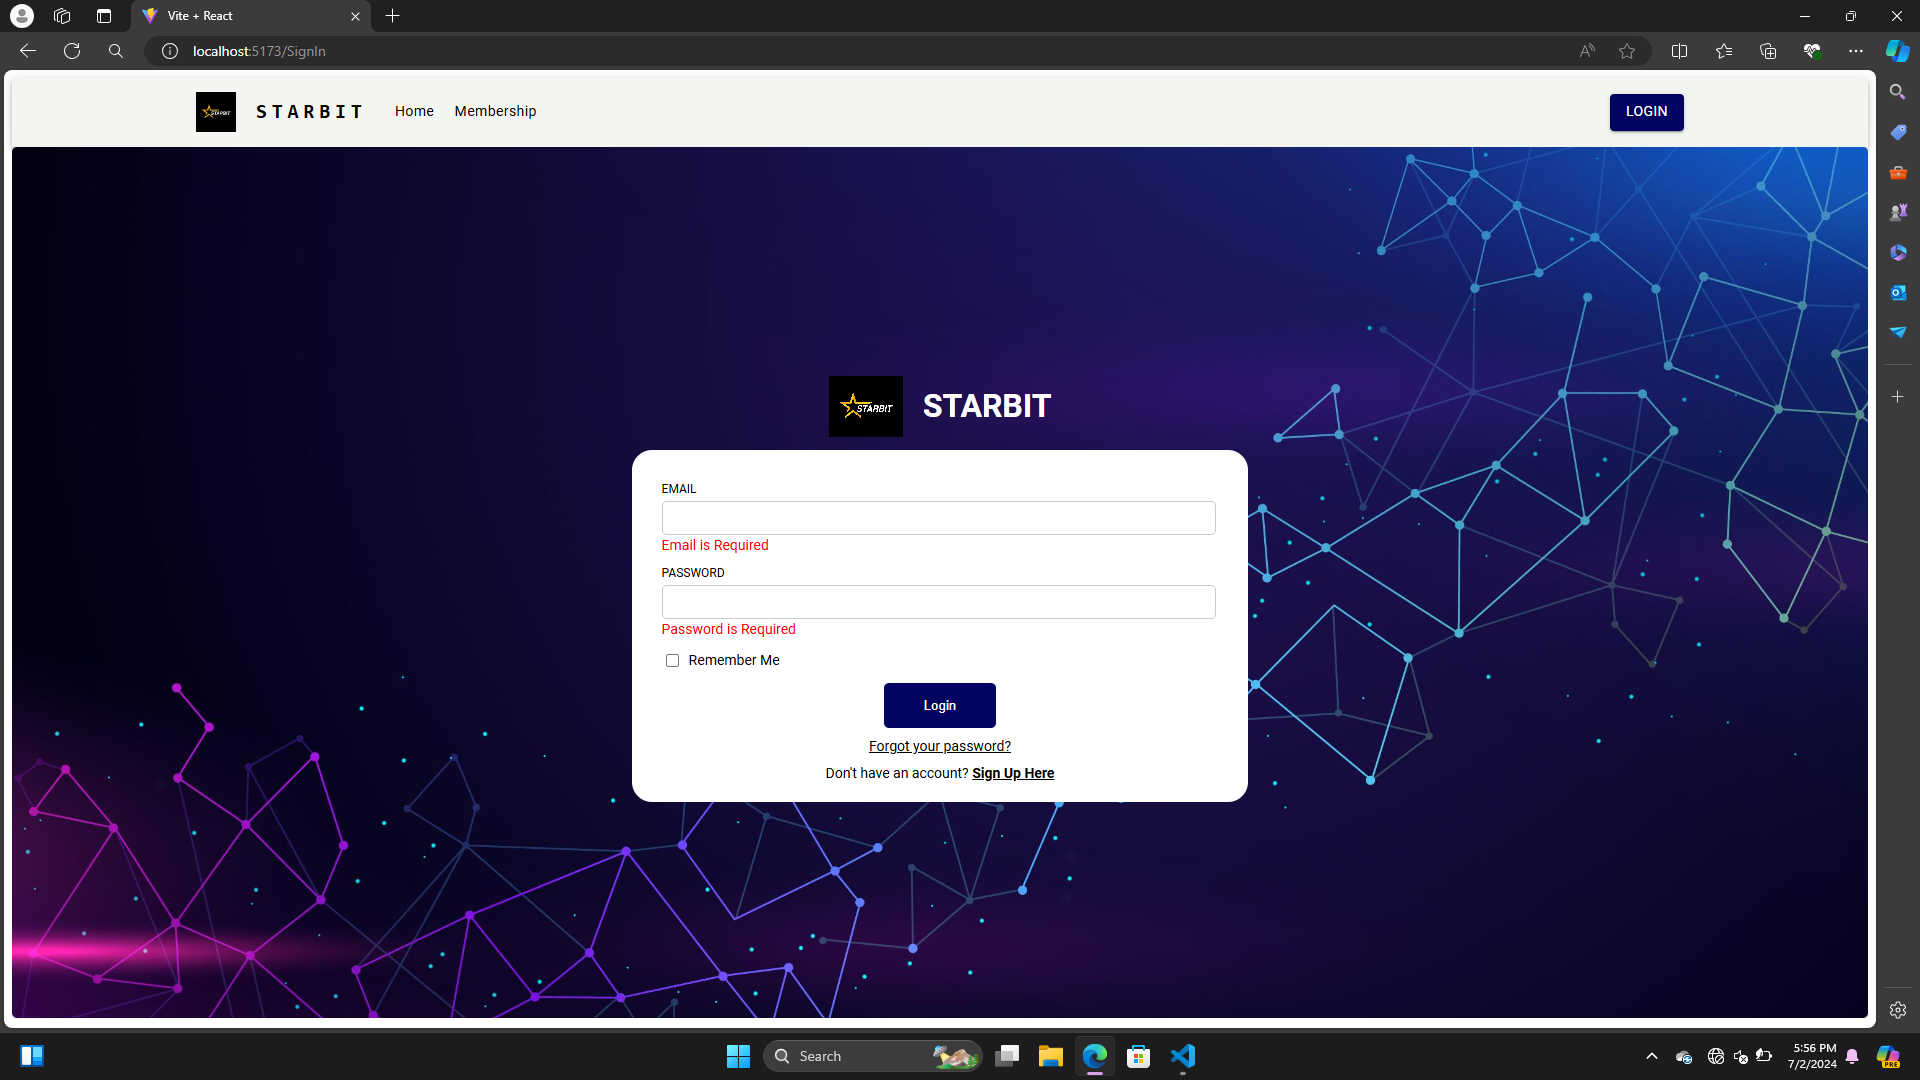 Vite + React
localhost:5173/SignIn
STARBIT
STARBIT
Home
Membership
LOGIN
STARBIT
STARBIT
EMAIL
Email is Required
PASSWORD
Password is Required
Remember Me
Login
Forgot your password?
Don't have an account? Sign Up Here
Search
5:56 PM
7/2/2024
PRE